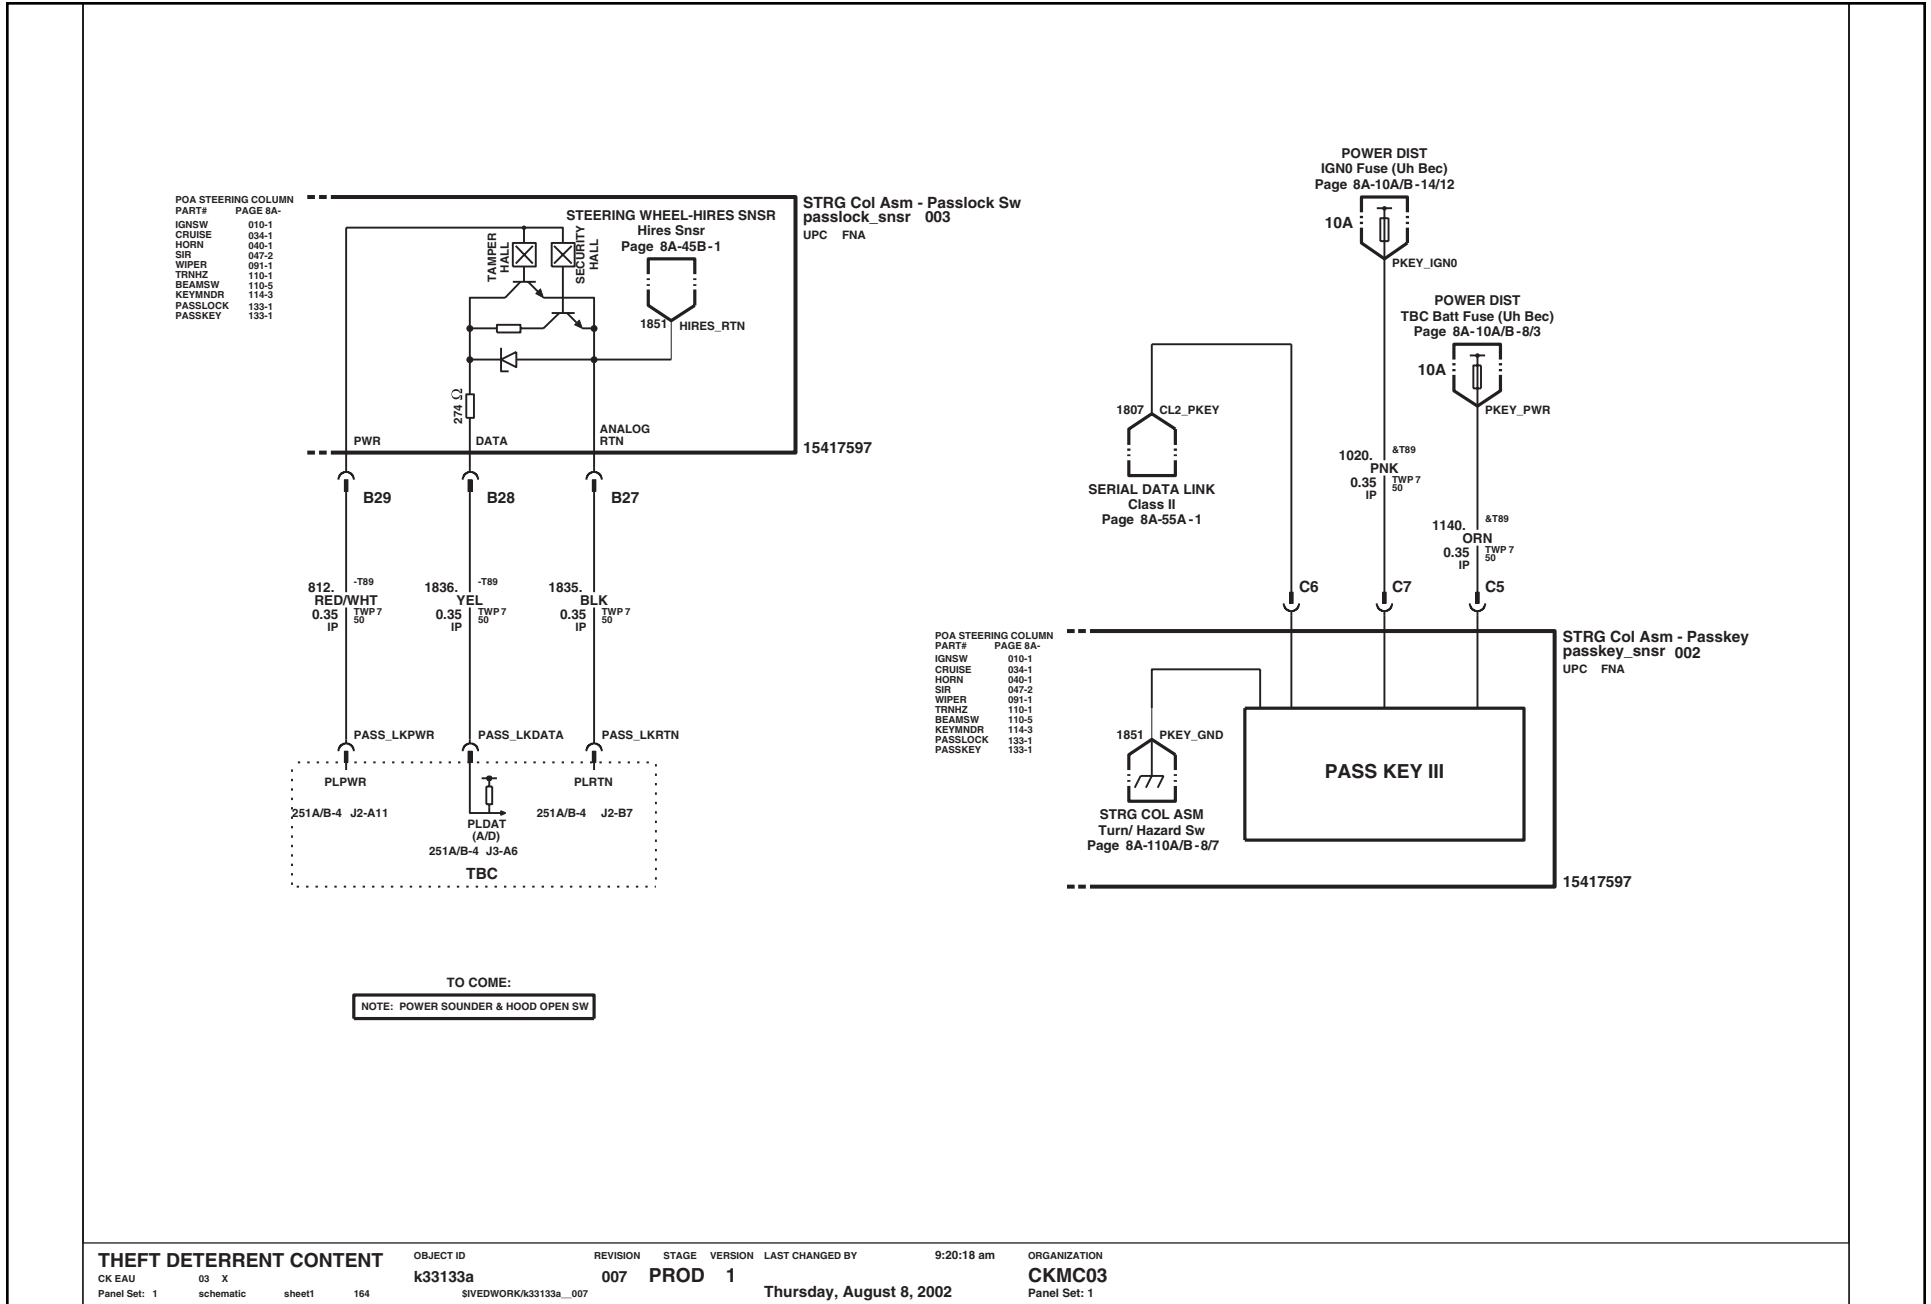 POA STEERING COLUMN
PART# PAGE 8A-
IGNSW 010-1
CRUISE 034-1
HORN 040-1
SIR 047-2
WIPER 091-1
TRNHZ 110-1
BEAMSW 110-5
KEYMNDR 114-3
PASSLOCK 133-1
PASSKEY 133-1
STEERING WHEEL-HIRES SNSR
Hires Snsr
Page 8A-45B-1
TAMPER
HALL
SECURITY
HALL
1851 HIRES_RTN
274 Ω
PWR
DATA
ANALOG
RTN
STRG Col Asm - Passlock Sw
passlock_snsr 003
UPC FNA
15417597
B29
B28
B27
812. -T89
RED/WHT
0.35 TWP 7
IP 50
1836. -T89
YEL
0.35 TWP 7
IP 50
1835.
BLK
0.35 TWP 7
IP 50
PASS_LKPWR
PASS_LKDATA
PASS_LKRTN
PLPWR
PLRTN
251A/B-4 J2-A11
251A/B-4 J2-B7
PLDAT
(A/D)
251A/B-4 J3-A6
TBC
TO COME:
NOTE: POWER SOUNDER & HOOD OPEN SW
POWER DIST
IGN0 Fuse (Uh Bec)
Page 8A-10A/B-14/12
10A
PKEY_IGN0
POWER DIST
TBC Batt Fuse (Uh Bec)
Page 8A-10A/B-8/3
10A
PKEY_PWR
1807 CL2_PKEY
SERIAL DATA LINK
Class II
Page 8A-55A-1
1020. &T89
PNK
0.35 TWP 7
IP 50
1140. &T89
ORN
0.35 TWP 7
IP 50
C6
C7
C5
POA STEERING COLUMN
PART# PAGE 8A-
IGNSW 010-1
CRUISE 034-1
HORN 040-1
SIR 047-2
WIPER 091-1
TRNHZ 110-1
BEAMSW 110-5
KEYMNDR 114-3
PASSLOCK 133-1
PASSKEY 133-1
STRG Col Asm - Passkey
passkey_snsr 002
UPC FNA
1851 PKEY_GND
STRG COL ASM
Turn/ Hazard Sw
Page 8A-110A/B-8/7
PASS KEY III
15417597
THEFT DETERRENT CONTENT
CK EAU 03 X
Panel Set: 1 schematic sheet1 164
OBJECT ID
k33133a
$IVEDWORK/k33133a__007
REVISION STAGE VERSION LAST CHANGED BY 9:20:18 am
007 PROD 1
Thursday, August 8, 2002
ORGANIZATION
CKMC03
Panel Set: 1